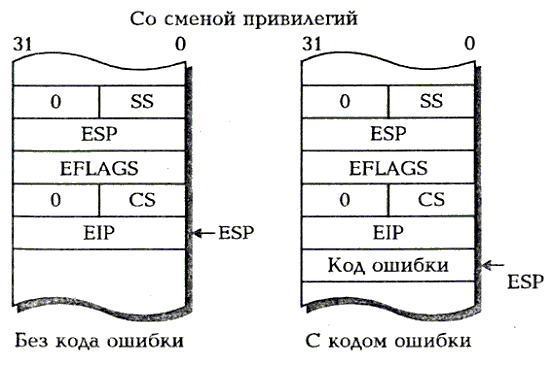 Со сменой привилегий
31 0 31 0
0 SS 0 SS
ESP ESP
EFLAGS EFLAGS
0 CS 0 CS
EIP ESP EIP
Код ошибки ESP
Без кода ошибки С кодом ошибки